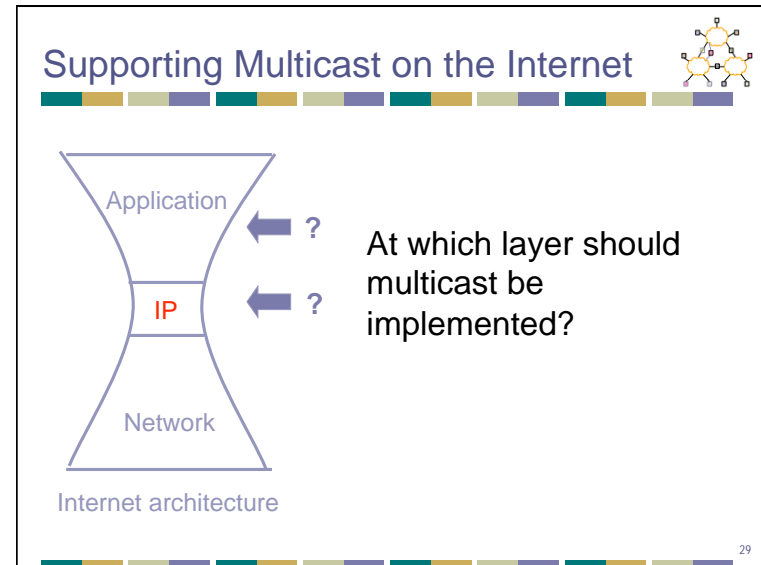 Supporting Multicast on the Internet
Application
?
At which layer should
multicast be
implemented?
IP
?
Network
Internet architecture
29